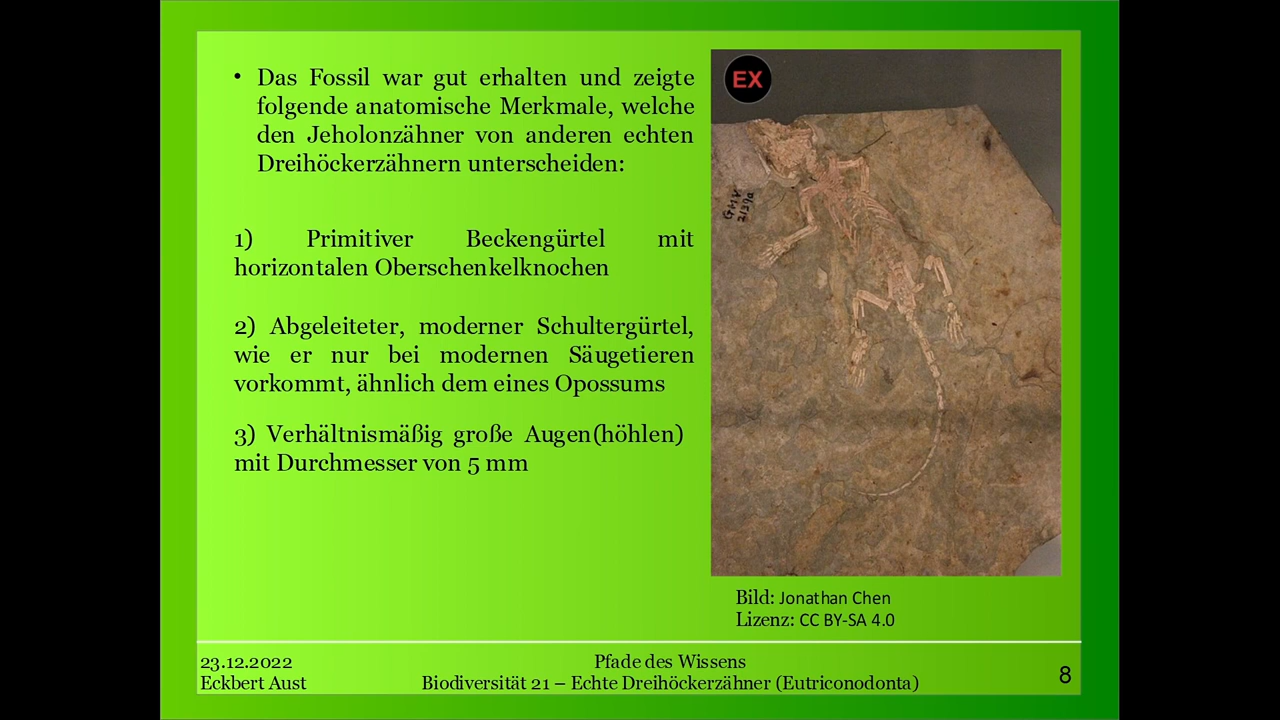 • Das Fossil war gut erhalten und zeigte
folgende anatomische Merkmale, welche
den Jeholonzähner von anderen echten
Dreihöckerzähnern unterscheiden:
1) Primitiver Beckengürtel mit
horizontalen Oberschenkelknochen
2) Abgeleiteter, moderner Schultergürtel,
wie er nur bei modernen Säugetieren
vorkommt, ähnlich dem eines Opossums
3) Verhältnismäßig große Augen(höhlen)
mit Durchmesser von 5 mm
EX
GMV
2139a
Bild: Jonathan Chen
Lizenz: CC BY-SA 4.0
23.12.2022
Eckbert Aust
Pfade des Wissens
Biodiversität 21 – Echte Dreihöckerzähner (Eutriconodonta)
8